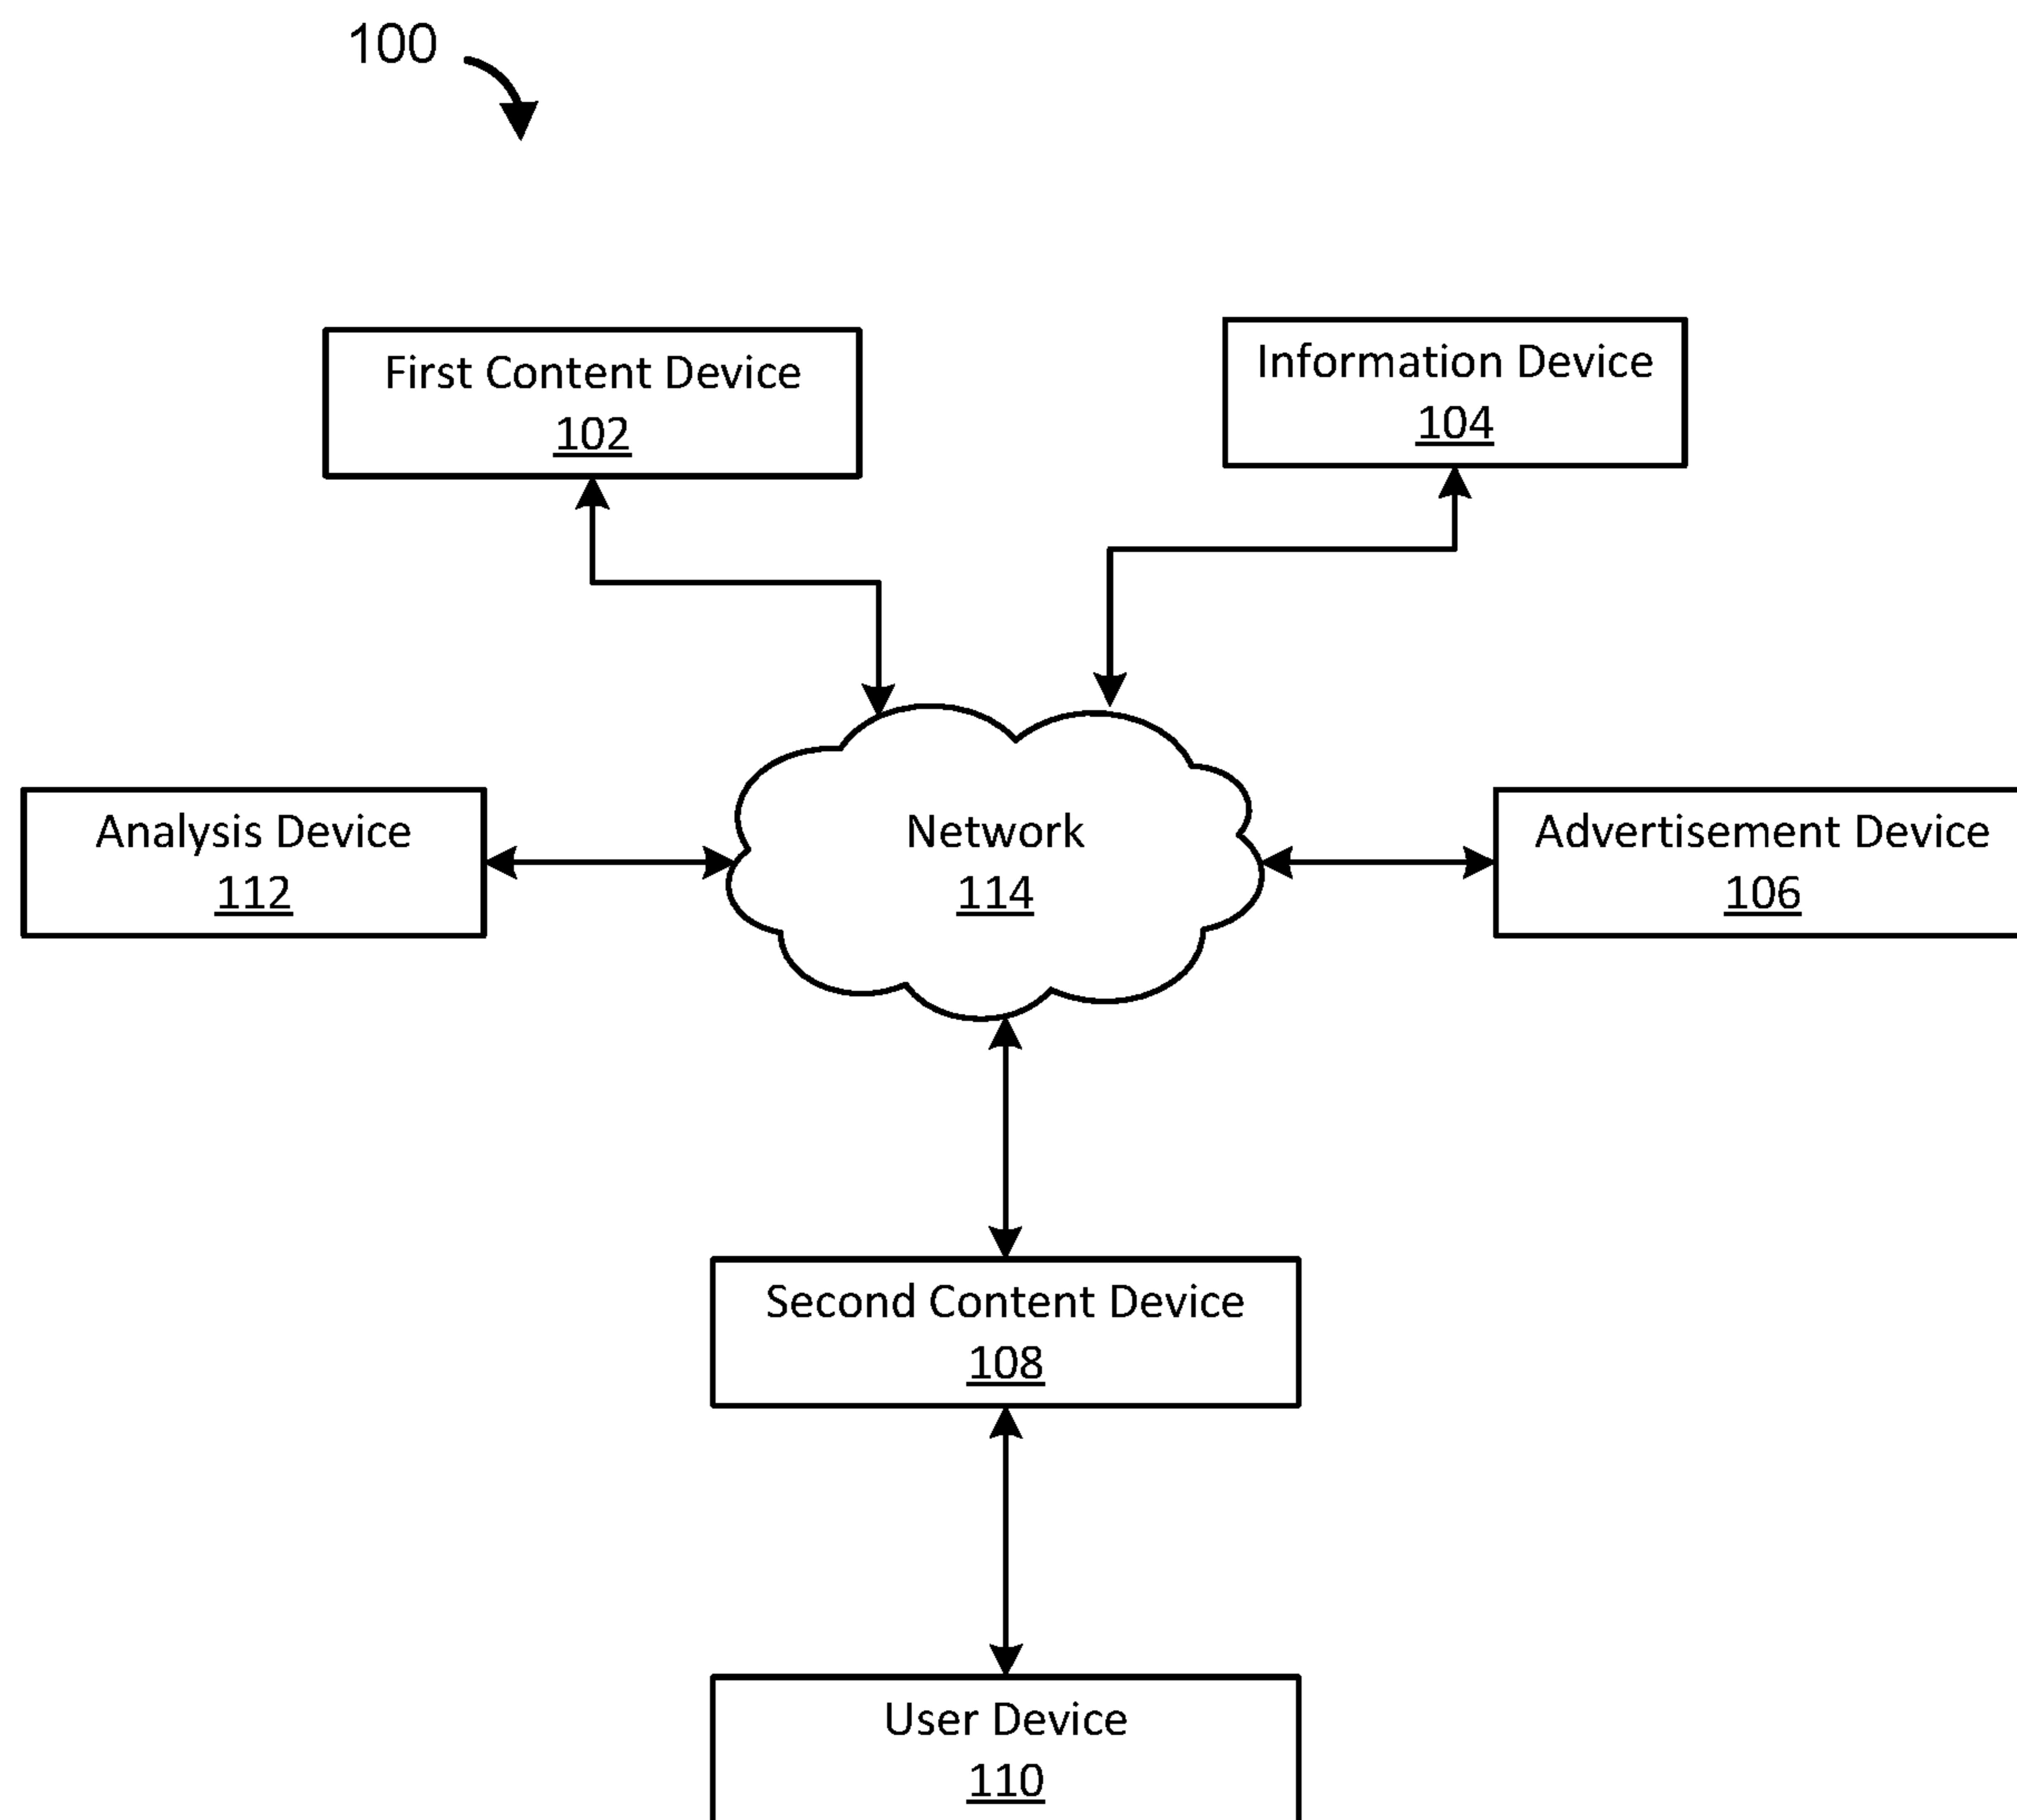 100
First Content Device
102
Information Device
104
Analysis Device
112
Network
114
Advertisement Device
106
Second Content Device
108
User Device
110